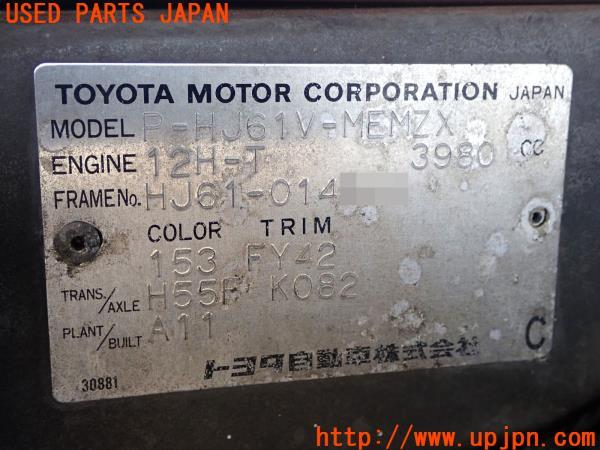 USED PARTS JAPAN
TOYOTA MOTOR CORPORATION JAPAN
MODEL P-HJ61V-MEMZX
ENGINE 12H-T 3980 CC
FRAME No. HJ61-014
COLOR TRIM
153 FY42
TRANS/AXLE H55F K082
PLANT/BUILT A11
トヨタ自動車株式会社 C
30881
http://www.upjpn.com/